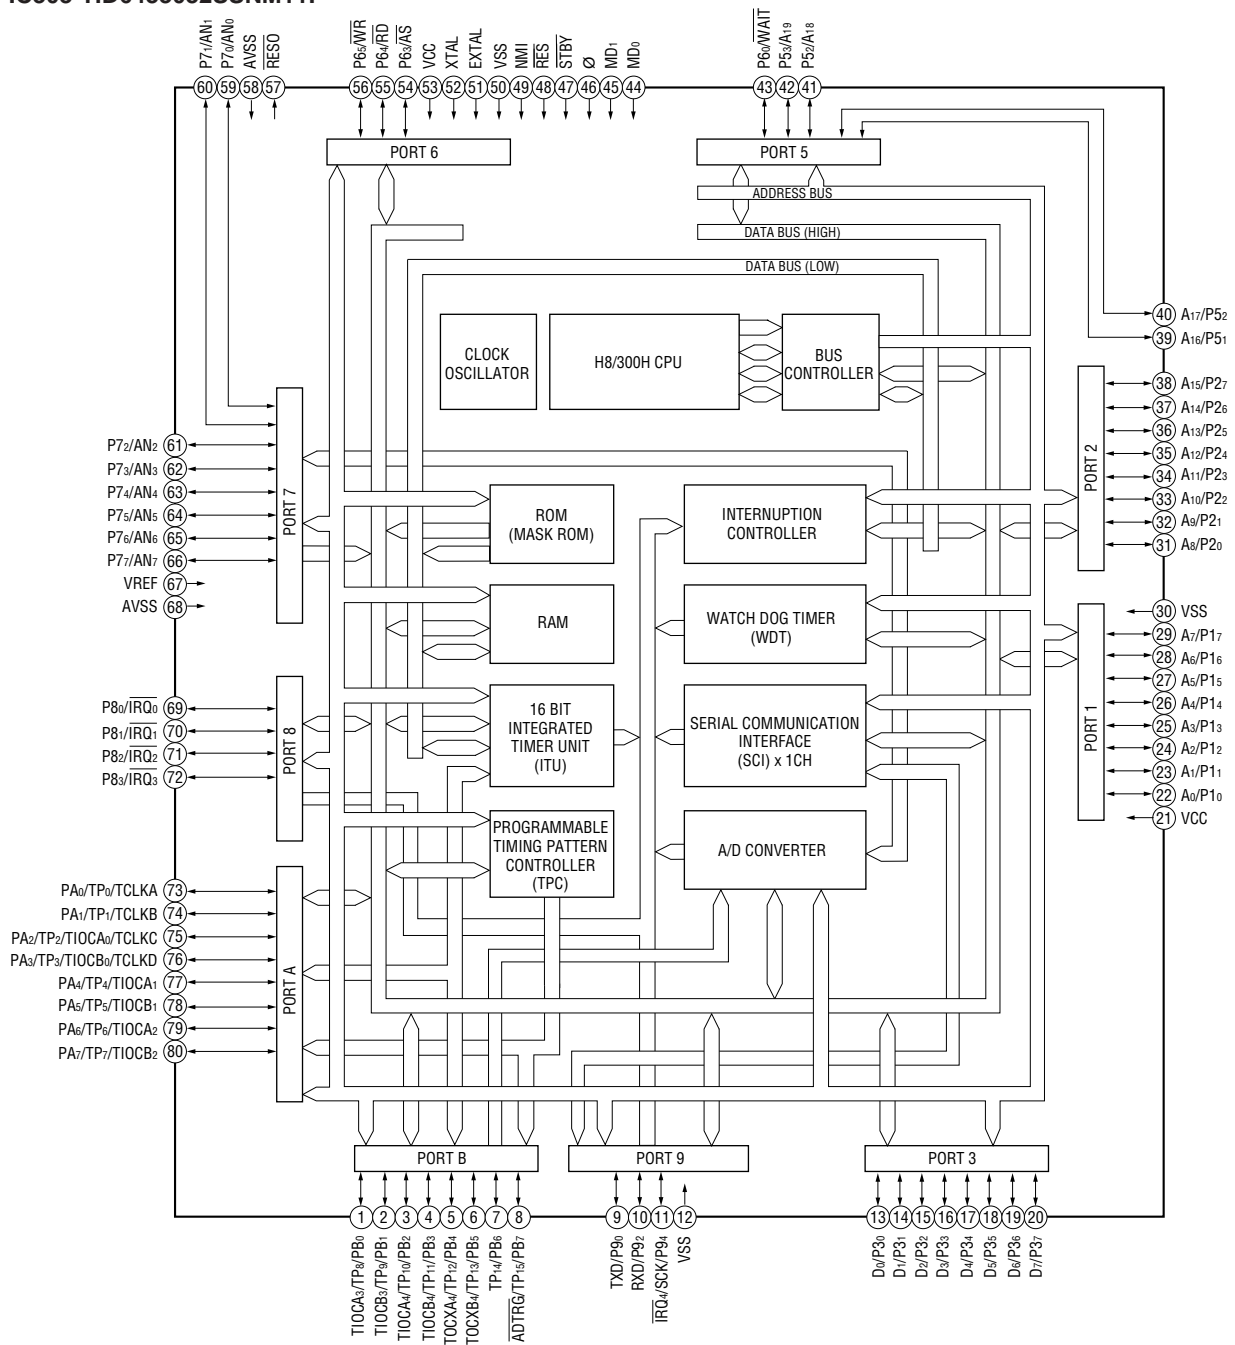 60 P7₁/AN₁
59 P7₀/AN₀
58 AVSS
57 RESO
56 P6₅/WR
55 P6₄/RD
54 P6₃/AS
53 VCC
52 XTAL
51 EXTAL
50 VSS
49 NMI
48 RES
47 STBY
46 Ø
45 MD₁
44 MD₀
43 P6₀/WAIT
42 P5₃/A₁₉
41 P5₂/A₁₈
PORT 6
PORT 5
ADDRESS BUS
DATA BUS (HIGH)
DATA BUS (LOW)
40 A₁₇/P5₂
39 A₁₆/P5₁
CLOCK
OSCILLATOR
H8/300H CPU
BUS
CONTROLLER
PORT 2
38 A₁₅/P2₇
37 A₁₄/P2₆
36 A₁₃/P2₅
35 A₁₂/P2₄
34 A₁₁/P2₃
33 A₁₀/P2₂
32 A₉/P2₁
31 A₈/P2₀
PORT 7
P7₂/AN₂ 61
P7₃/AN₃ 62
P7₄/AN₄ 63
P7₅/AN₅ 64
P7₆/AN₆ 65
P7₇/AN₇ 66
VREF 67
AVSS 68
ROM
(MASK ROM)
INTERRUPTION
CONTROLLER
RAM
WATCH DOG TIMER
(WDT)
PORT 1
30 VSS
29 A₇/P1₇
28 A₆/P1₆
27 A₅/P1₅
26 A₄/P1₄
25 A₃/P1₃
24 A₂/P1₂
23 A₁/P1₁
22 A₀/P1₀
21 VCC
PORT 8
P8₀/IRQ₀ 69
P8₁/IRQ₁ 70
P8₂/IRQ₂ 71
P8₃/IRQ₃ 72
16 BIT
INTEGRATED
TIMER UNIT
(ITU)
SERIAL COMMUNICATION
INTERFACE
(SCI) x 1CH
PROGRAMMABLE
TIMING PATTERN
CONTROLLER
(TPC)
A/D CONVERTER
PORT A
PA₀/TP₀/TCLKA 73
PA₁/TP₁/TCLKB 74
PA₂/TP₂/TIOCA₀/TCLKC 75
PA₃/TP₃/TIOCB₀/TCLKD 76
PA₄/TP₄/TIOCA₁ 77
PA₅/TP₅/TIOCB₁ 78
PA₆/TP₆/TIOCA₂ 79
PA₇/TP₇/TIOCB₂ 80
PORT B
PORT 9
PORT 3
1 TIOCA₃/TP₈/PB₀
2 TIOCB₃/TP₉/PB₁
3 TIOCA₄/TP₁₀/PB₂
4 TIOCB₄/TP₁₁/PB₃
5 TOCXA₄/TP₁₂/PB₄
6 TOCXB₄/TP₁₃/PB₅
7 TP₁₄/PB₆
8 ADTRG/TP₁₅/PB₇
9 TXD/P9₀
10 RXD/P9₂
11 IRQ₄/SCK/P9₄
12 VSS
13 D₀/P3₀
14 D₁/P3₁
15 D₂/P3₂
16 D₃/P3₃
17 D₄/P3₄
18 D₅/P3₅
19 D₆/P3₆
20 D₇/P3₇